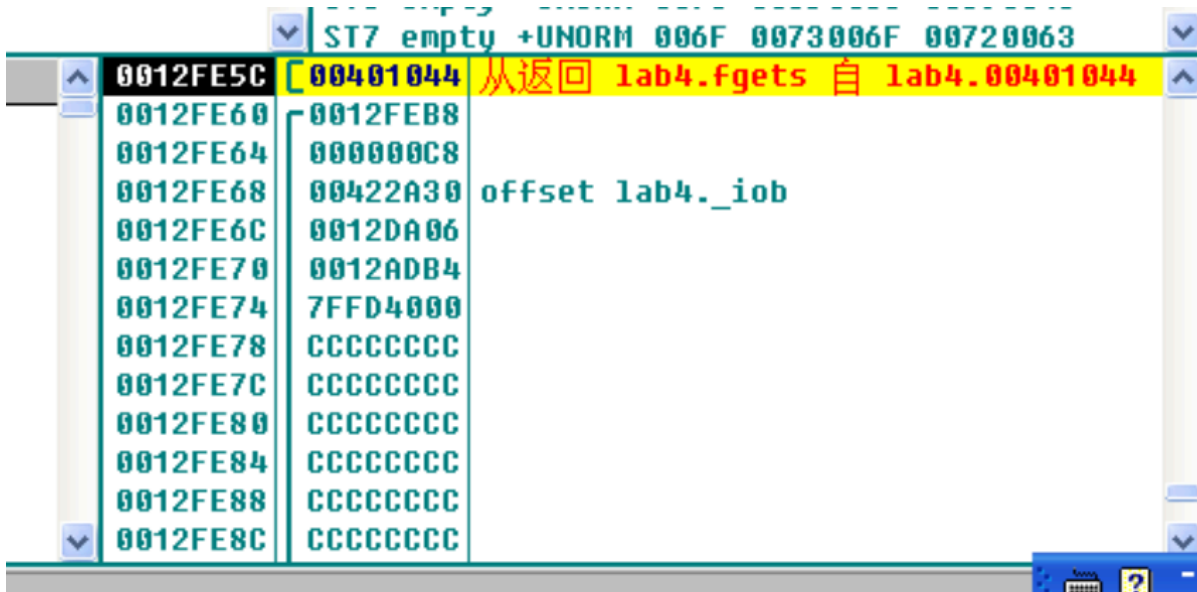 ST7 empty +UNORM 006F 0073006F 00720063
0012FE5C 00401044 从返回 lab4.fgets 自 lab4.00401044
0012FE60 0012FEB8
0012FE64 000000C8
0012FE68 00422A30 offset lab4._iob
0012FE6C 0012DA06
0012FE70 0012ADB4
0012FE74 7FFD4000
0012FE78 CCCCCCCC
0012FE7C CCCCCCCC
0012FE80 CCCCCCCC
0012FE84 CCCCCCCC
0012FE88 CCCCCCCC
0012FE8C CCCCCCCC
?